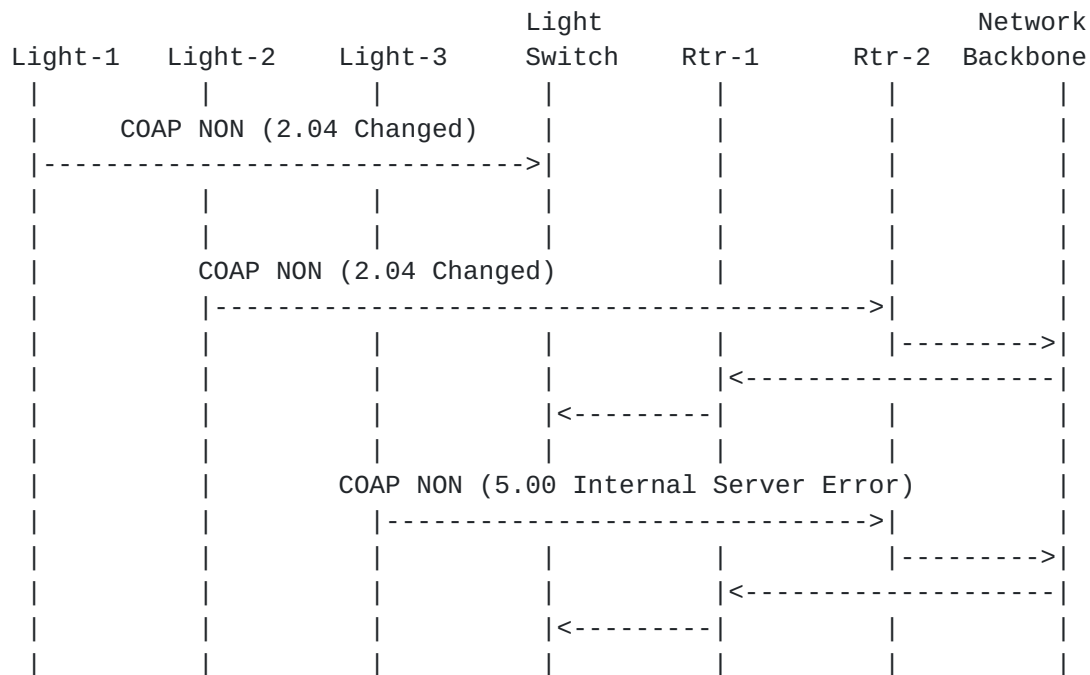 Light Network
Light-1 Light-2 Light-3 Switch Rtr-1 Rtr-2 Backbone
COAP NON (2.04 Changed)
COAP NON (2.04 Changed)
COAP NON (5.00 Internal Server Error)